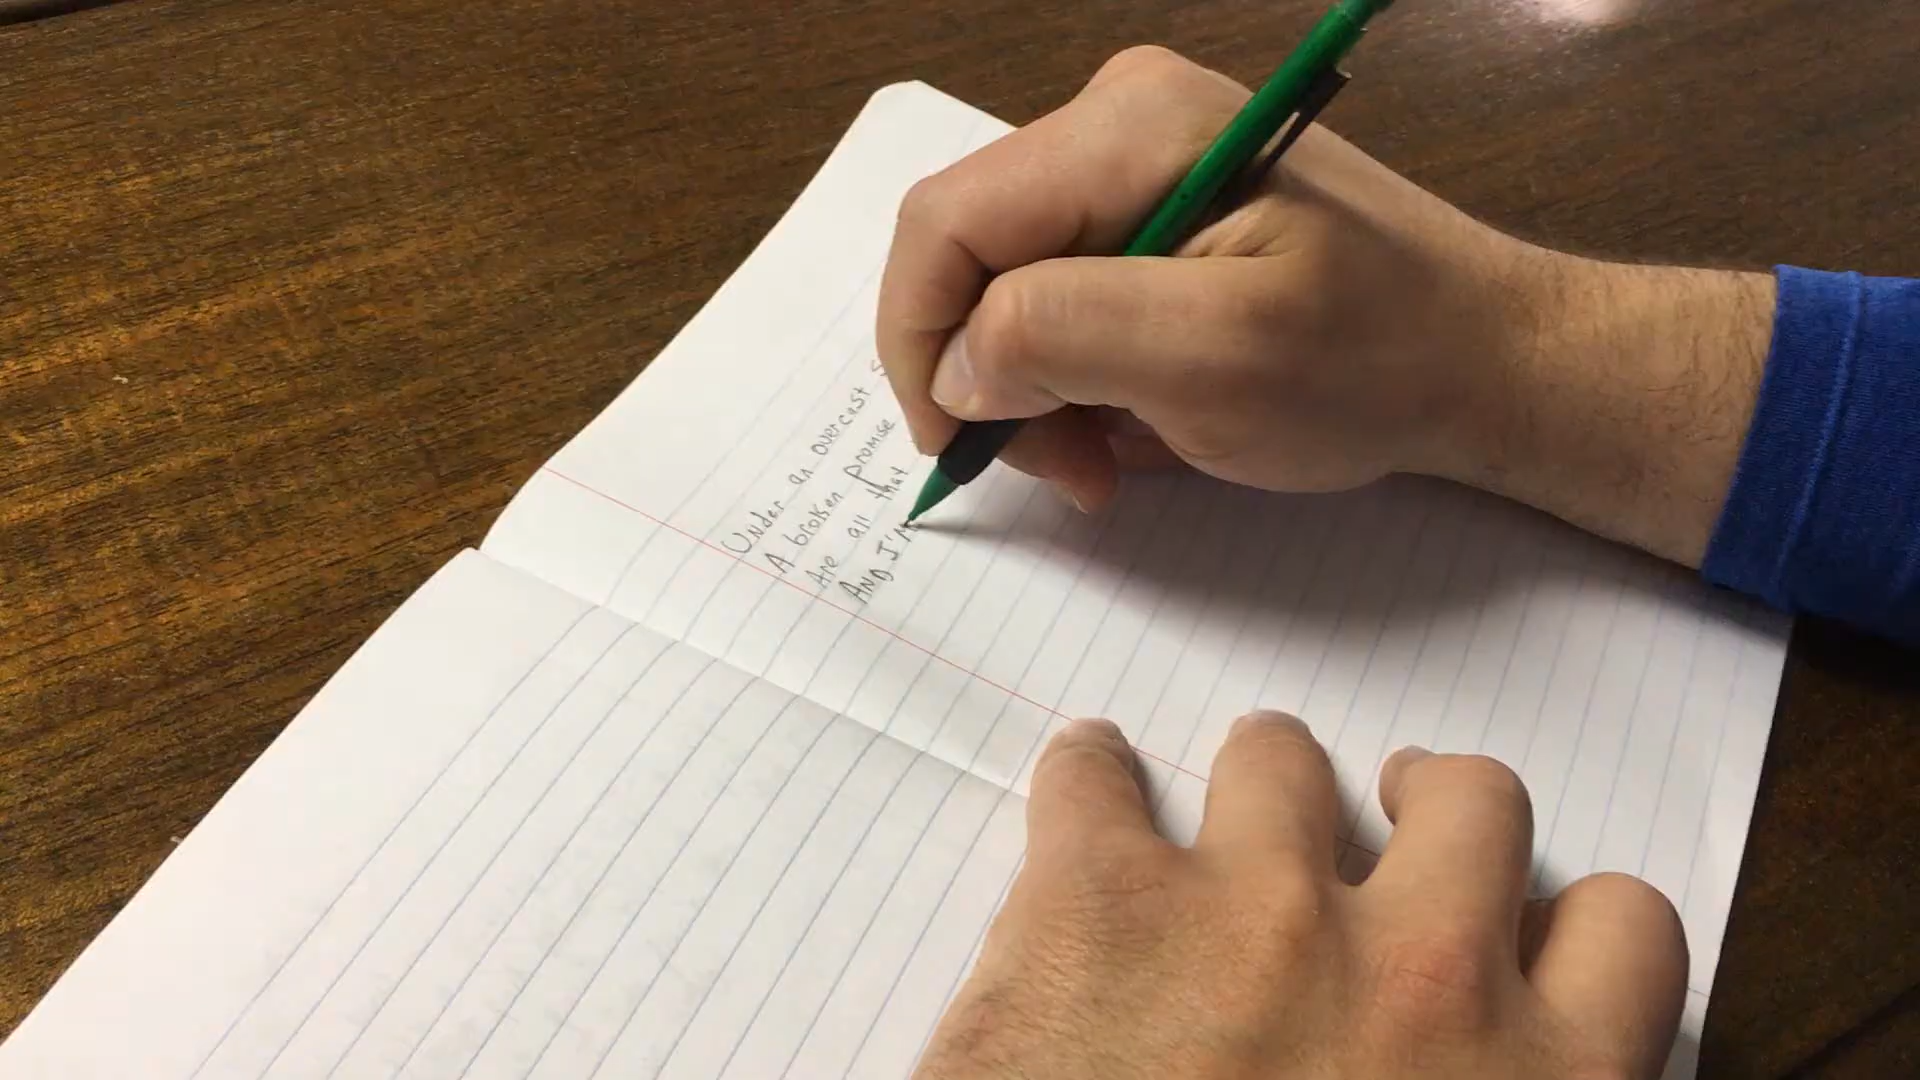 Under an overcast
A broken promise
Are all that
AND I'M